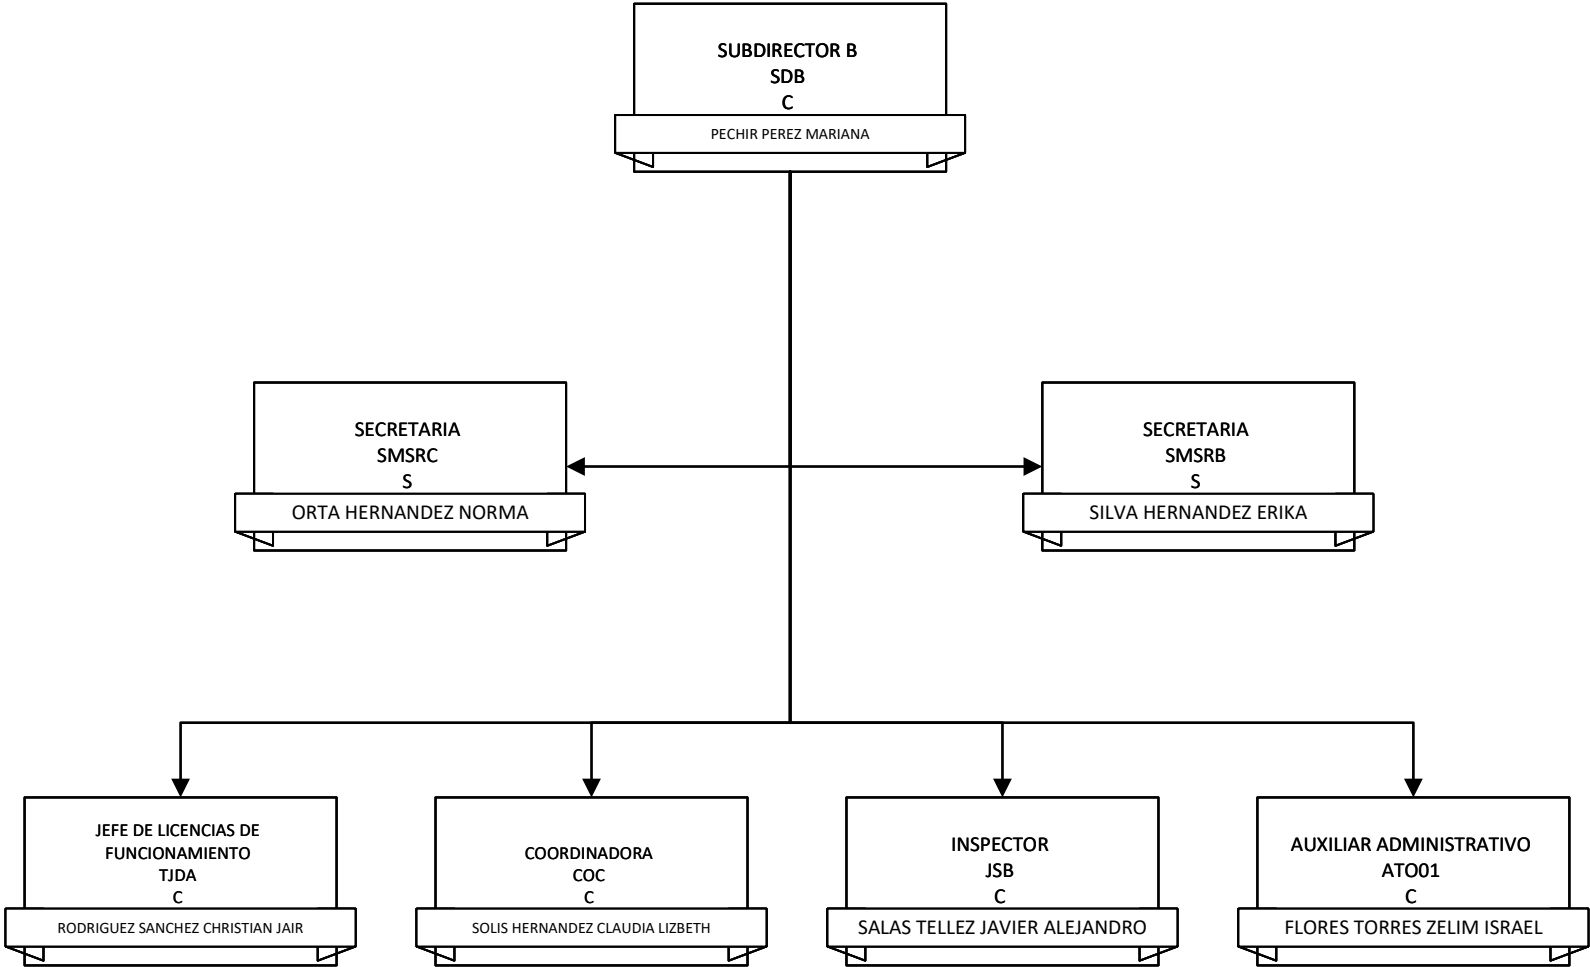 SUBDIRECTOR B
SDB
C
PECHIR PEREZ MARIANA
SECRETARIA
SMSRC
S
ORTA HERNANDEZ NORMA
SECRETARIA
SMSRB
S
SILVA HERNANDEZ ERIKA
JEFE DE LICENCIAS DE
FUNCIONAMIENTO
TJDA
C
RODRIGUEZ SANCHEZ CHRISTIAN JAIR
COORDINADORA
COC
C
SOLIS HERNANDEZ CLAUDIA LIZBETH
INSPECTOR
JSB
C
SALAS TELLEZ JAVIER ALEJANDRO
AUXILIAR ADMINISTRATIVO
ATO01
C
FLORES TORRES ZELIM ISRAEL